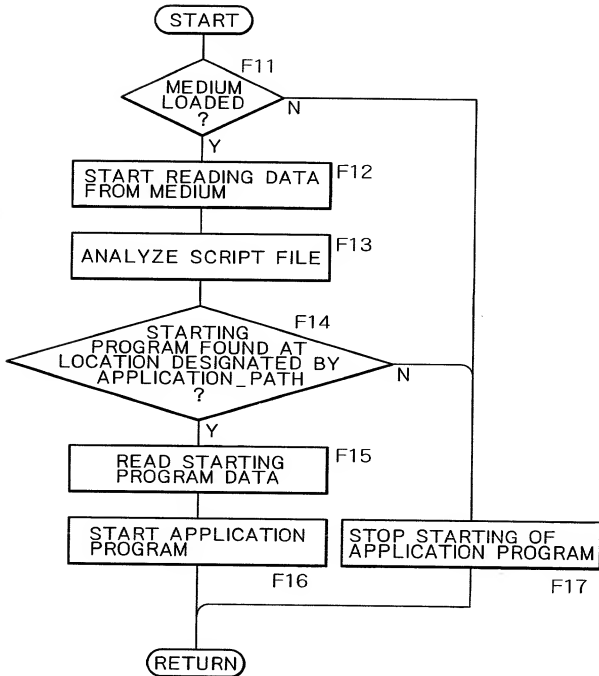 START
F11
MEDIUM
LOADED
?
N
Y
START READING DATA
FROM MEDIUM
F12
ANALYZE SCRIPT FILE
F13
F14
STARTING
PROGRAM FOUND AT
LOCATION DESIGNATED BY
APPLICATION_PATH
?
N
Y
READ STARTING
PROGRAM DATA
F15
START APPLICATION
PROGRAM
F16
STOP STARTING OF
APPLICATION PROGRAM
F17
RETURN